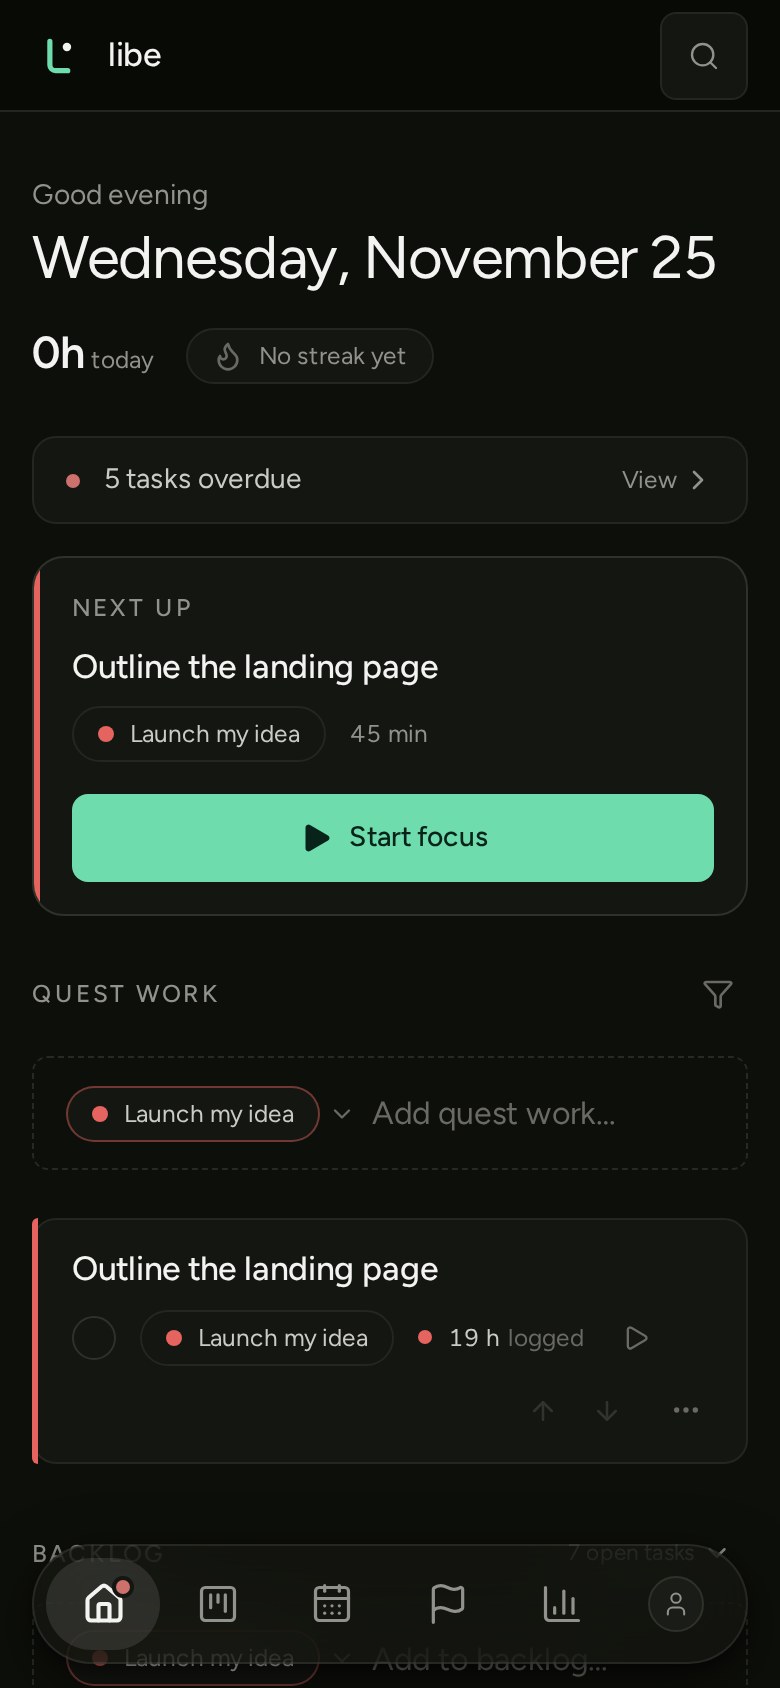 libe
Good evening
Wednesday, November 25
0h today
No streak yet
5 tasks overdue
View
NEXT UP
Outline the landing page
Launch my idea
45 min
Start focus
QUEST WORK
Launch my idea
Add quest work...
Outline the landing page
Launch my idea
19 h logged
BACKLOG
7 open tasks
Launch my idea
Add to backlog...